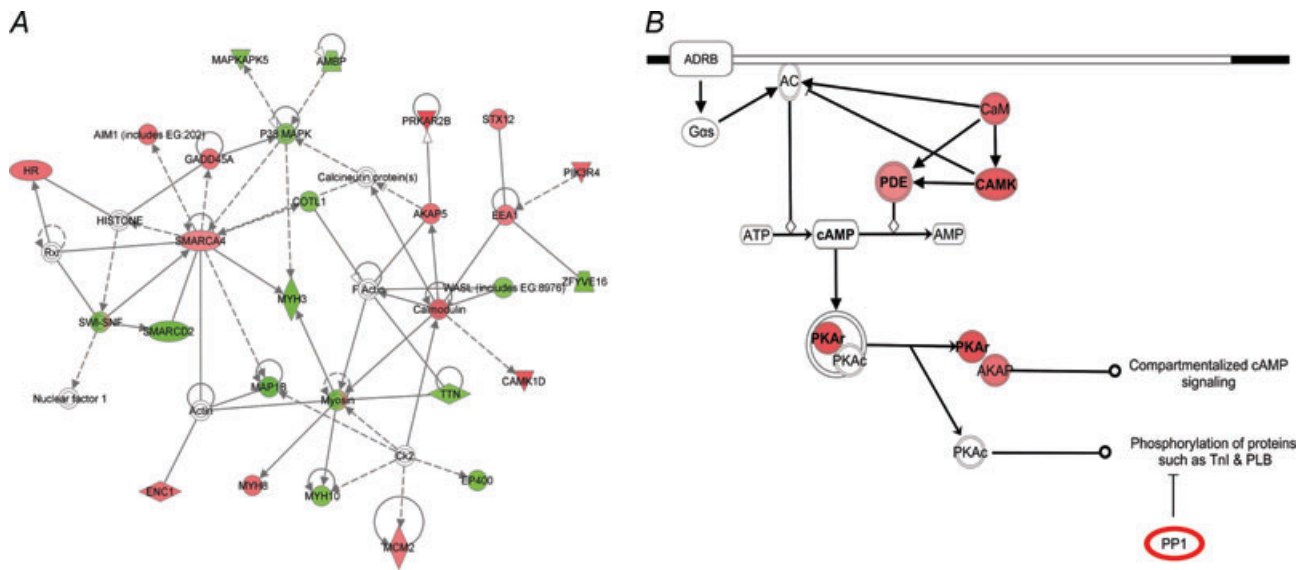 A
B
MAPKAPK5
AMBP
ADRB
AC
CaM
AIM1 (includes EG:202)
P38 MAPK
PRKAR2B
STX12
Gαs
GADD45A
HR
Calcineurin protein(s)
PIK3R4
PDE
CAMK
HISTONE
COTL1
AKAP5
EEA1
SMARCA4
ATP
cAMP
AMP
Rxr
MYH3
F Actin
WASL (includes EG:8976)
ZFYVE16
Calmodulin
SWI-SNF
SMARCD2
PKAr
PKAc
PKAr
AKAP
Compartmentalized cAMP
signaling
CAMK1D
Nuclear factor 1
MAP1B
Actin
Myosin
TTN
PKAc
Phosphorylation of proteins
such as TnI & PLB
Ck2
ENC1
MYH8
MYH10
EP400
MCM2
PP1